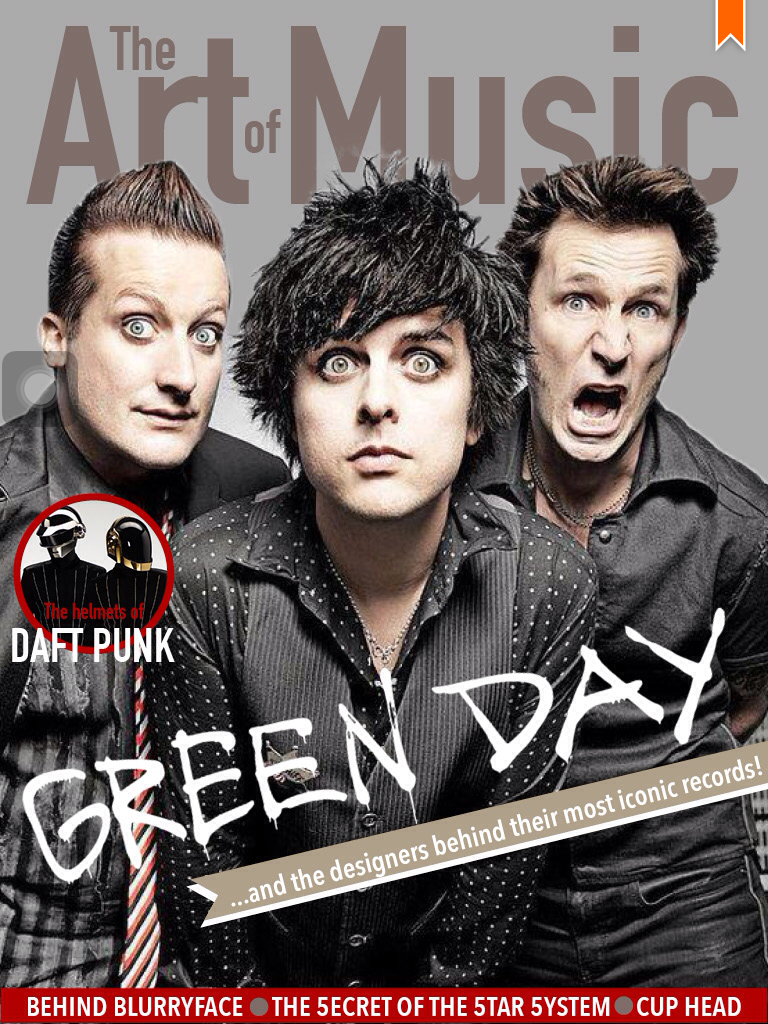 The
Art of Music
The helmets of
DAFT PUNK
GREEN DAY
...and the designers behind their most iconic records!
BEHIND BLURRYFACE ● THE 5ECRET OF THE 5TAR 5YSTEM ● CUP HEAD